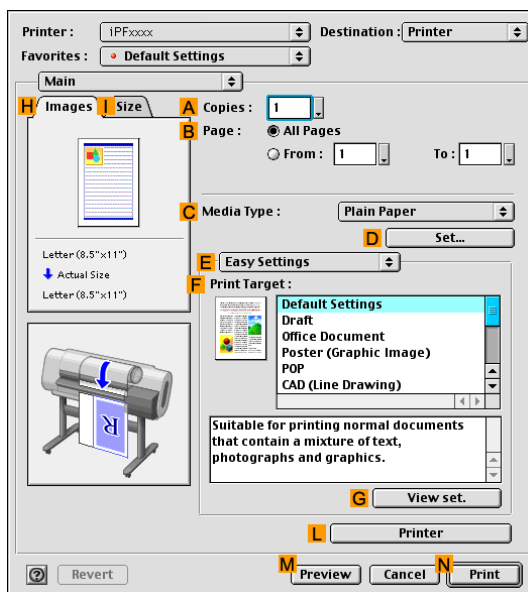 Printer : iPFxxxx Destination : Printer
Favorites : Default Settings
Main
H Images I Size
A Copies : 1
B Page : All Pages
From : 1 To : 1
C Media Type : Plain Paper
D Set...
Letter (8.5"x11")
Actual Size
Letter (8.5"x11")
E Easy Settings
F Print Target :
Default Settings
Draft
Office Document
Poster (Graphic Image)
POP
CAD (Line Drawing)
R
Suitable for printing normal documents
that contain a mixture of text,
photographs and graphics.
G View set.
L Printer
? Revert M Preview Cancel N Print